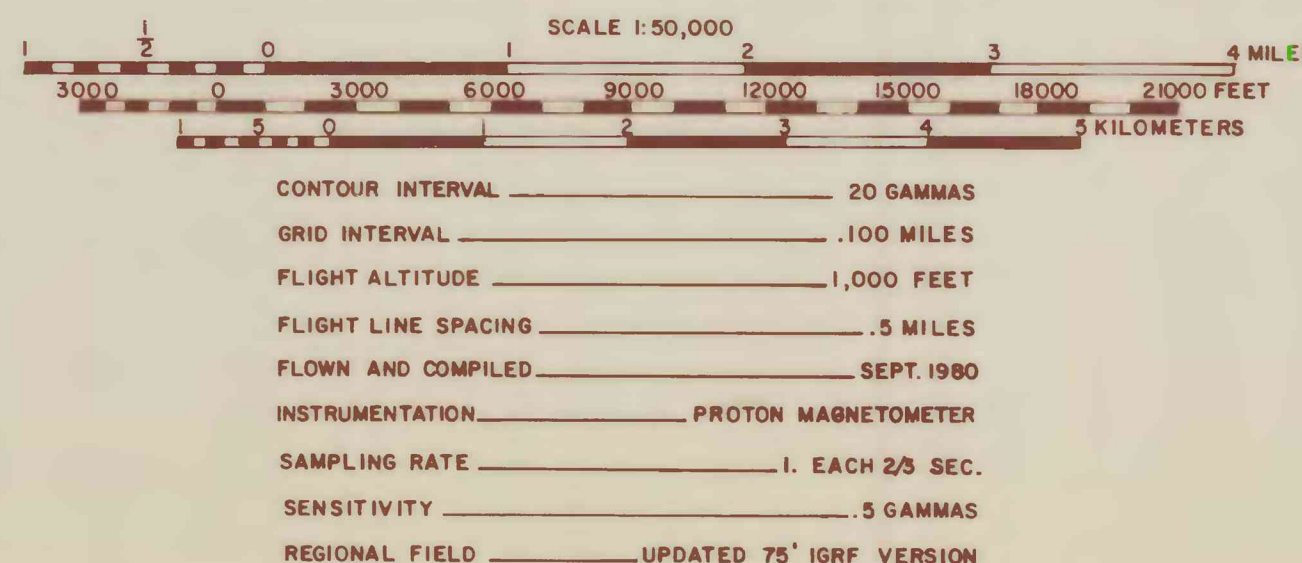 SCALE 1:50,000
1 1/2 0 1 2 3 4 MILE
3000 0 3000 6000 9000 12000 15000 18000 21000 FEET
1 5 0 1 2 3 4 5 KILOMETERS
CONTOUR INTERVAL 20 GAMMAS
GRID INTERVAL .100 MILES
FLIGHT ALTITUDE 1,000 FEET
FLIGHT LINE SPACING .5 MILES
FLOWN AND COMPILED SEPT. 1980
INSTRUMENTATION PROTON MAGNETOMETER
SAMPLING RATE 1. EACH 2/3 SEC.
SENSITIVITY .5 GAMMAS
REGIONAL FIELD UPDATED 75' IGRF VERSION